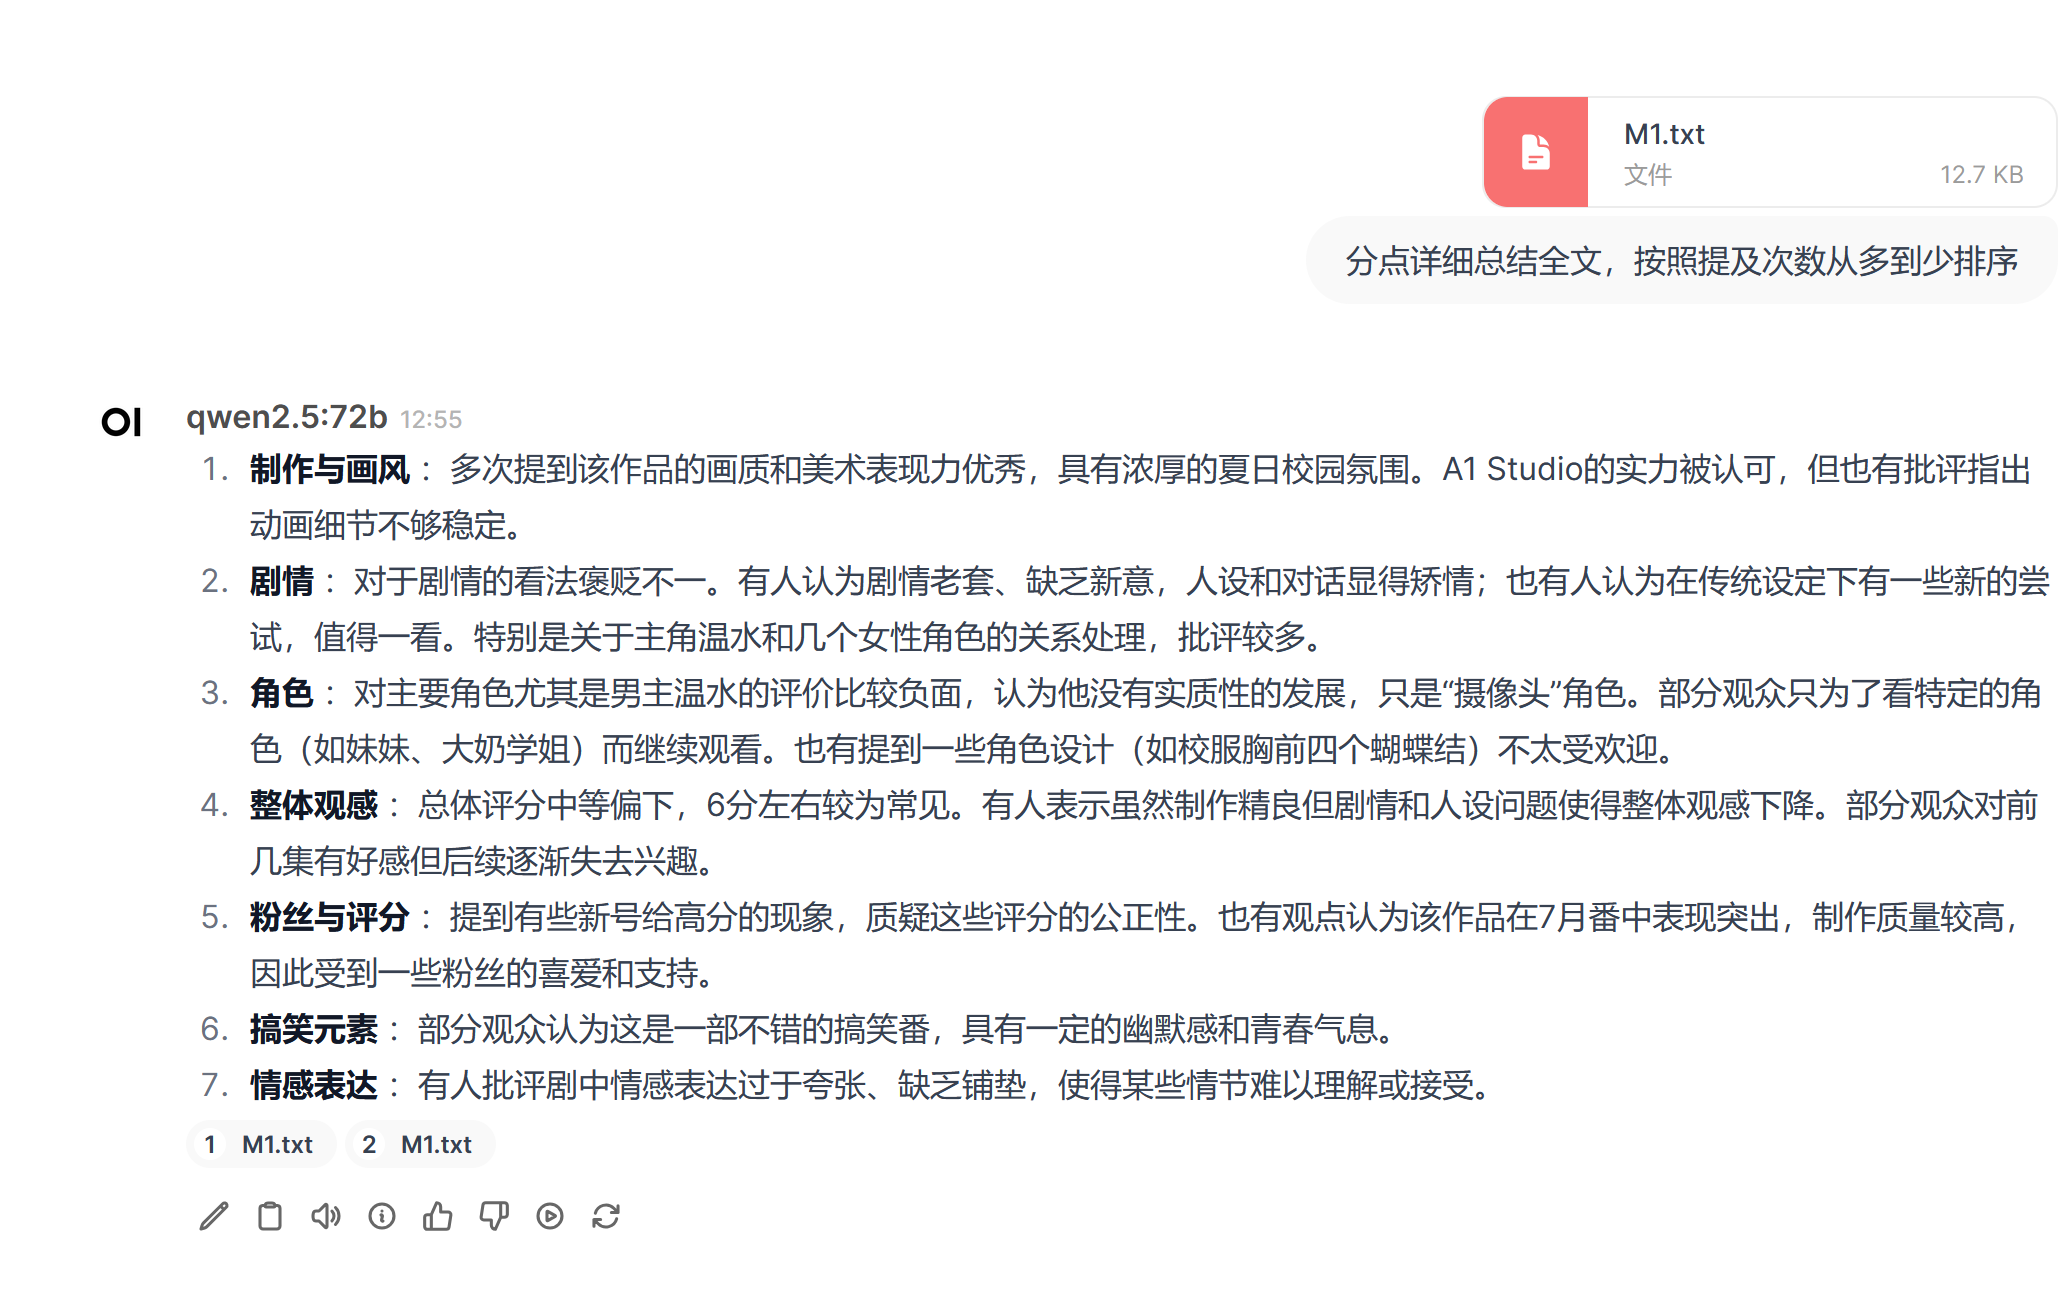 M1.txt
文件 12.7 KB
分点详细总结全文，按照提及次数从多到少排序
OI qwen2.5:72b 12:55
1. 制作与画风： 多次提到该作品的画质和美术表现力优秀，具有浓厚的夏日校园氛围。A1 Studio的实力被认可，但也有批评指出
动画细节不够稳定。
2. 剧情： 对于剧情的看法褒贬不一。有人认为剧情老套、缺乏新意，人设和对话显得矫情；也有人认为在传统设定下有一些新的尝
试，值得一看。特别是关于主角温水和几个女性角色的关系处理，批评较多。
3. 角色： 对主要角色尤其是男主温水的评价比较负面，认为他没有实质性的发展，只是“摄像头”角色。部分观众只为了看特定的角
色（如妹妹、大奶学姐）而继续观看。也有提到一些角色设计（如校服胸前四个蝴蝶结）不太受欢迎。
4. 整体观感： 总体评分中等偏下，6分左右较为常见。有人表示虽然制作精良但剧情和人设问题使得整体观感下降。部分观众对前
几集有好感但后续逐渐失去兴趣。
5. 粉丝与评分： 提到有些新号给高分的现象，质疑这些评分的公正性。也有观点认为该作品在7月番中表现突出，制作质量较高，
因此受到一些粉丝的喜爱和支持。
6. 搞笑元素： 部分观众认为这是一部不错的搞笑番，具有一定的幽默感和青春气息。
7. 情感表达： 有人批评剧中情感表达过于夸张、缺乏铺垫，使得某些情节难以理解或接受。
1 M1.txt 2 M1.txt